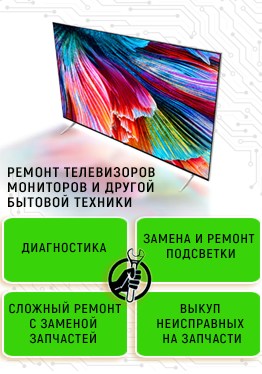 РЕМОНТ ТЕЛЕВИЗОРОВ
МОНИТОРОВ И ДРУГОЙ
БЫТОВОЙ ТЕХНИКИ
ДИАГНОСТИКА
ЗАМЕНА И РЕМОНТ
ПОДСВЕТКИ
СЛОЖНЫЙ РЕМОНТ
С ЗАМЕНОЙ
ЗАПЧАСТЕЙ
ВЫКУП
НЕИСПРАВНЫХ
НА ЗАПЧАСТИ